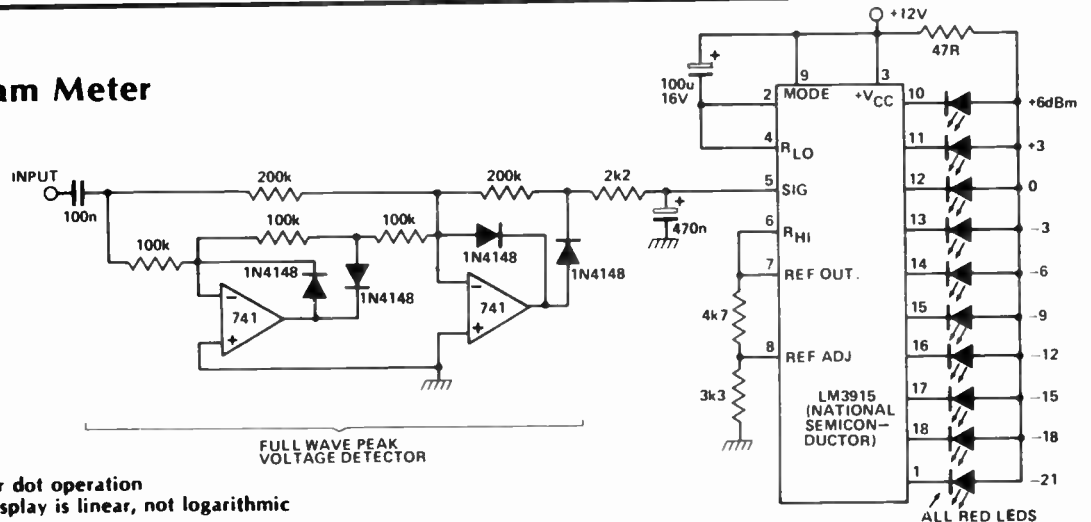 am Meter
INPUT
100n
200k
200k
2k2
100k
100k
100k
1N4148
1N4148
1N4148
1N4148
741
741
470n
FULL WAVE PEAK
VOLTAGE DETECTOR
+12V
47R
100u
16V
9
3
MODE
+VCC
2
4
RLO
5
SIG
6
RHI
7
REF OUT.
8
REF ADJ
4k7
3k3
LM3915
(NATIONAL
SEMICON-
DUCTOR)
10
+6dBm
11
+3
12
0
13
-3
14
-6
15
-9
16
-12
17
-15
18
-18
1
-21
ALL RED LEDS
r dot operation
isplay is linear, not logarithmic